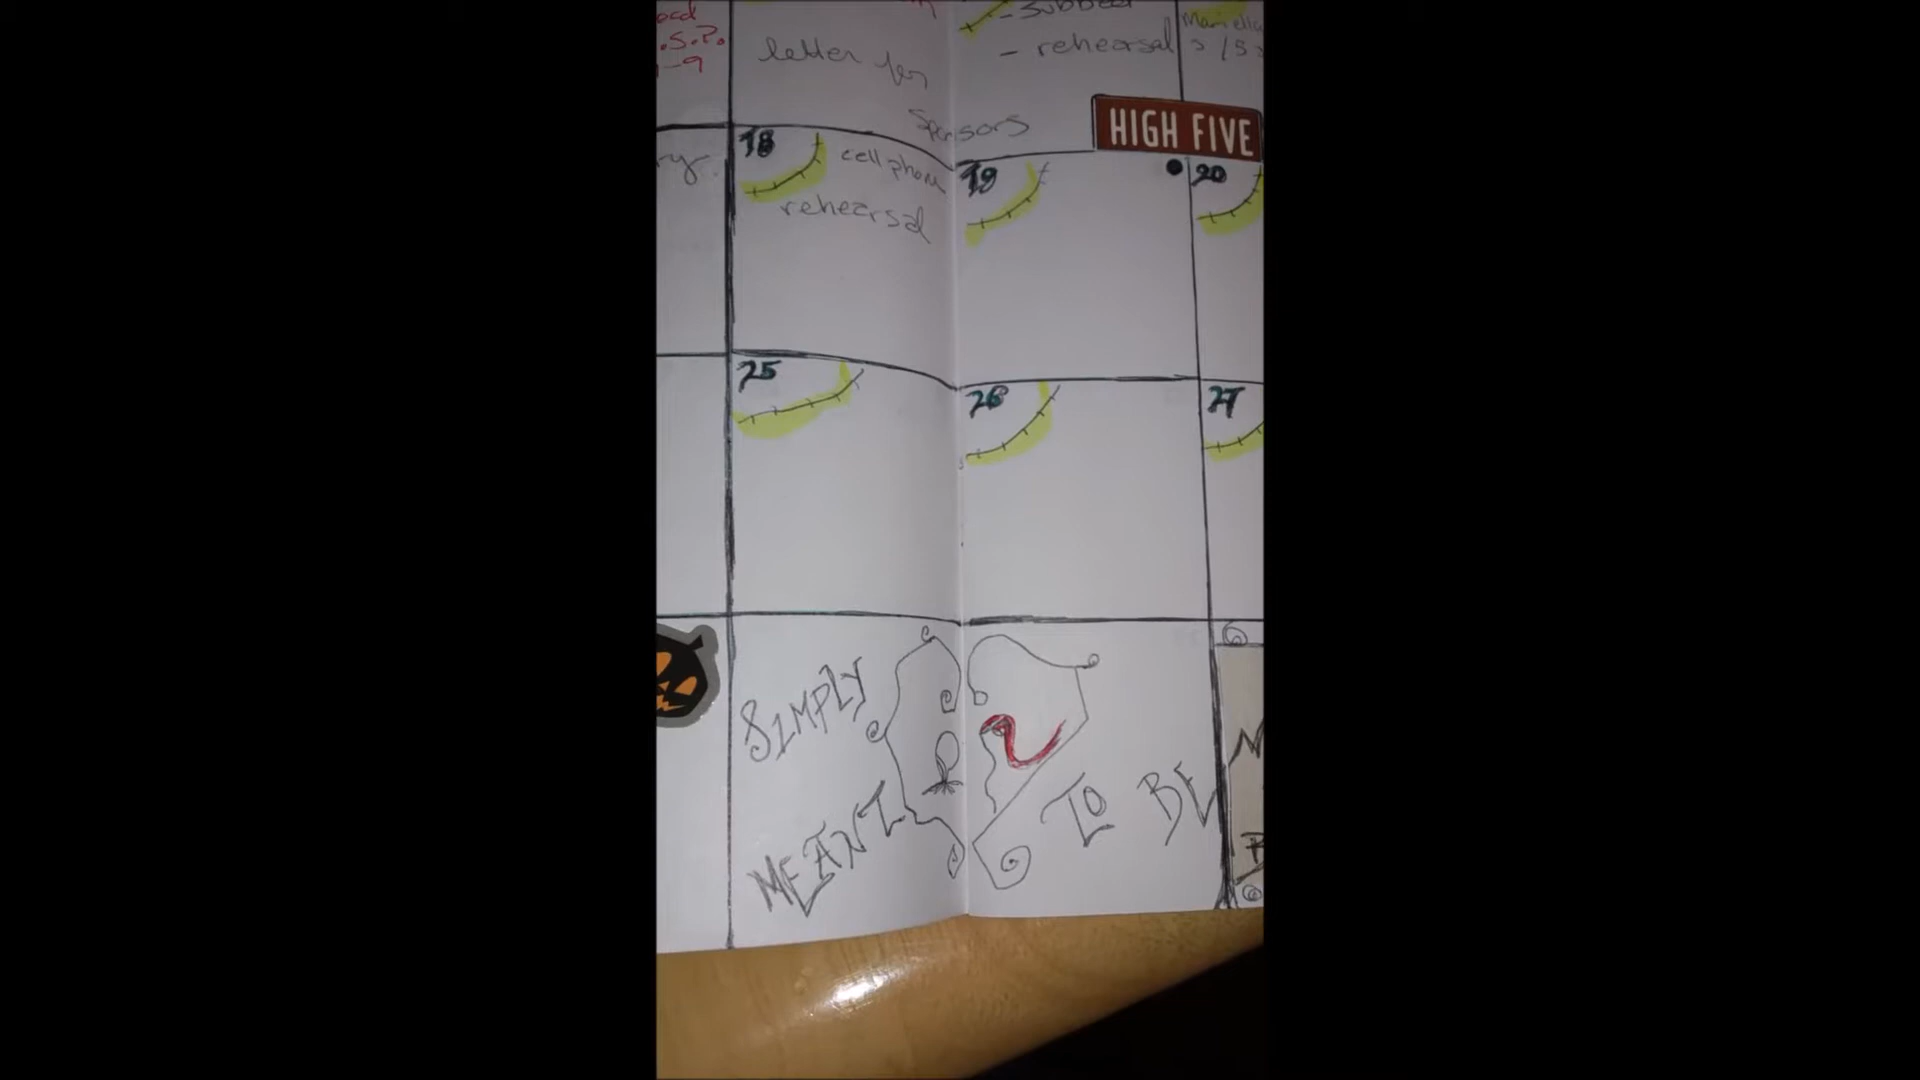 letter for
sponsors
- rehearsal
HIGH FIVE
18 cell phone
rehearsal
19
20
25
26
27
SIMPLY
MEANT TO BE